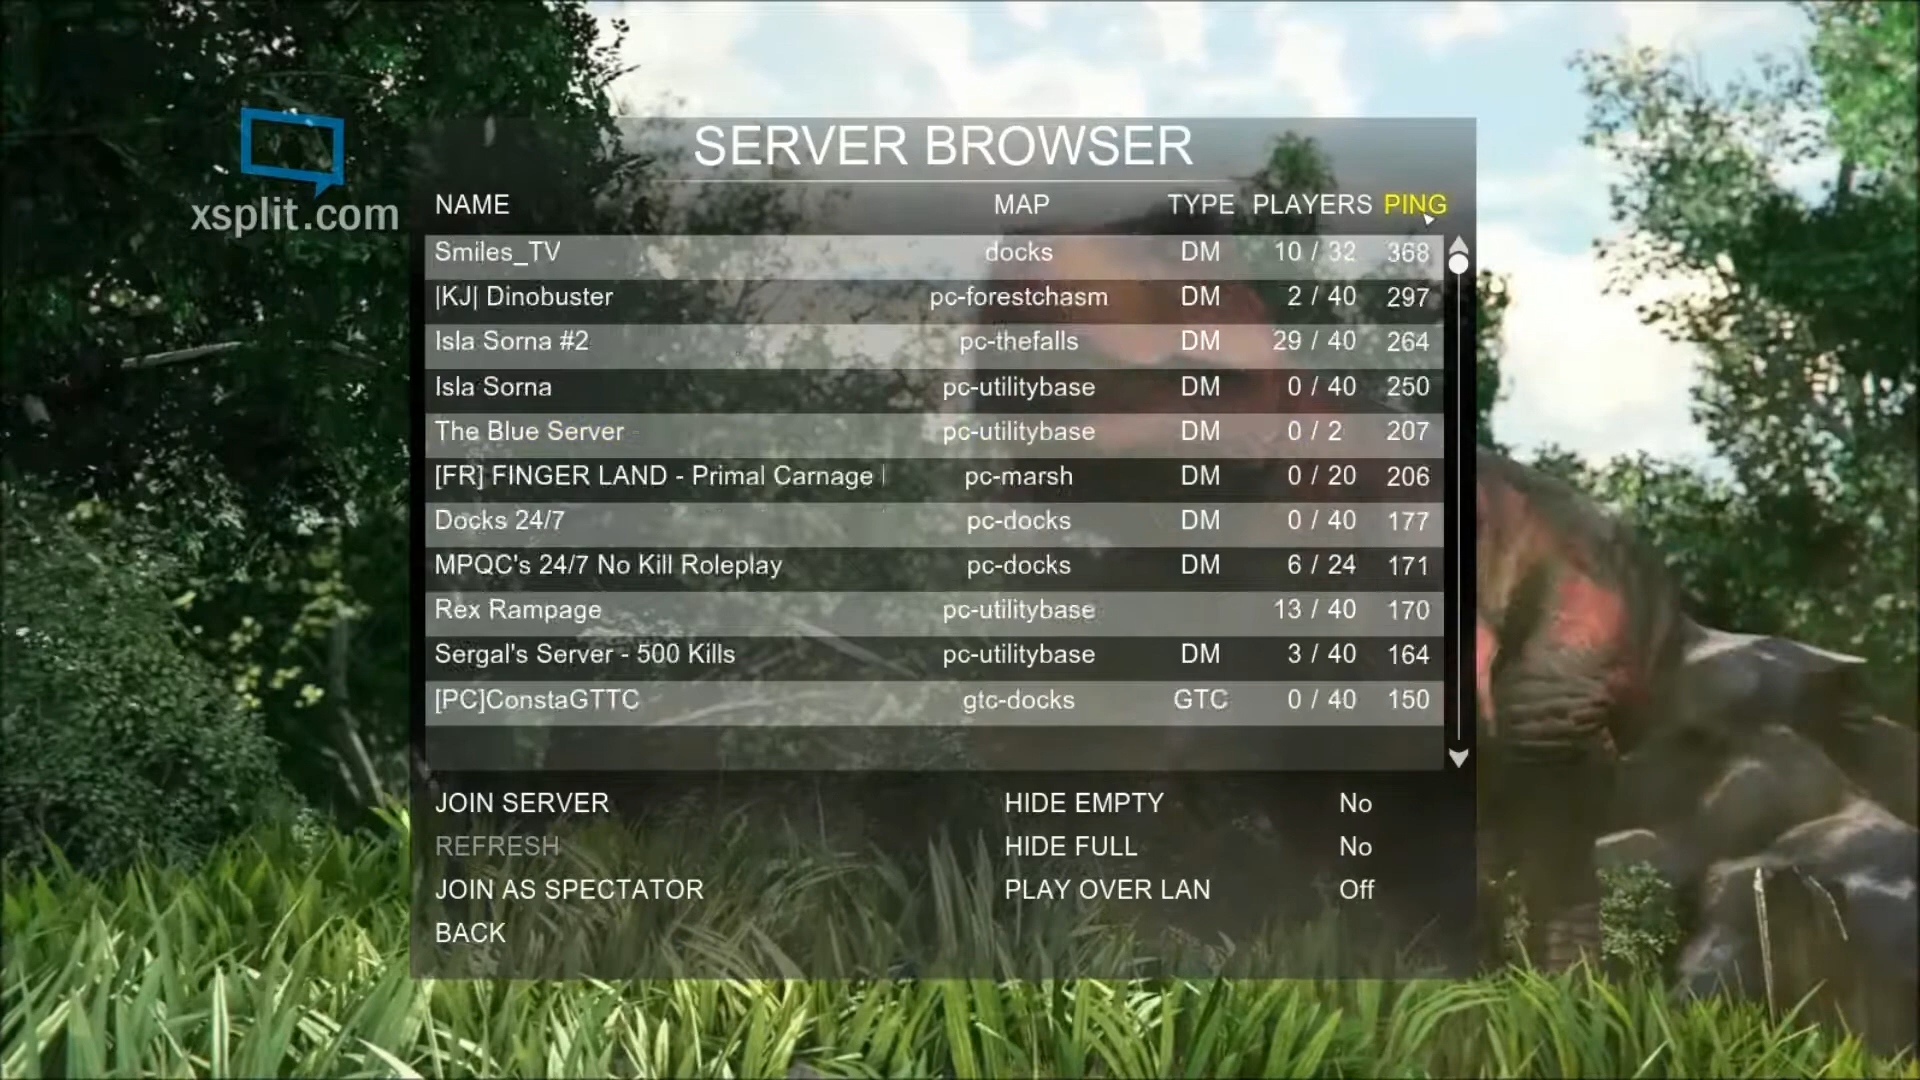 xsplit.com
SERVER BROWSER
NAME MAP TYPE PLAYERS PING
Smiles_TV docks DM 10 / 32 368
|KJ| Dinobuster pc-forestchasm DM 2 / 40 297
Isla Sorna #2 pc-thefalls DM 29 / 40 264
Isla Sorna pc-utilitybase DM 0 / 40 250
The Blue Server pc-utilitybase DM 0 / 2 207
[FR] FINGER LAND - Primal Carnage pc-marsh DM 0 / 20 206
Docks 24/7 pc-docks DM 0 / 40 177
MPQC's 24/7 No Kill Roleplay pc-docks DM 6 / 24 171
Rex Rampage pc-utilitybase 13 / 40 170
Sergal's Server - 500 Kills pc-utilitybase DM 3 / 40 164
[PC]ConstaGTTC gtc-docks GTC 0 / 40 150
JOIN SERVER HIDE EMPTY No
REFRESH HIDE FULL No
JOIN AS SPECTATOR PLAY OVER LAN Off
BACK